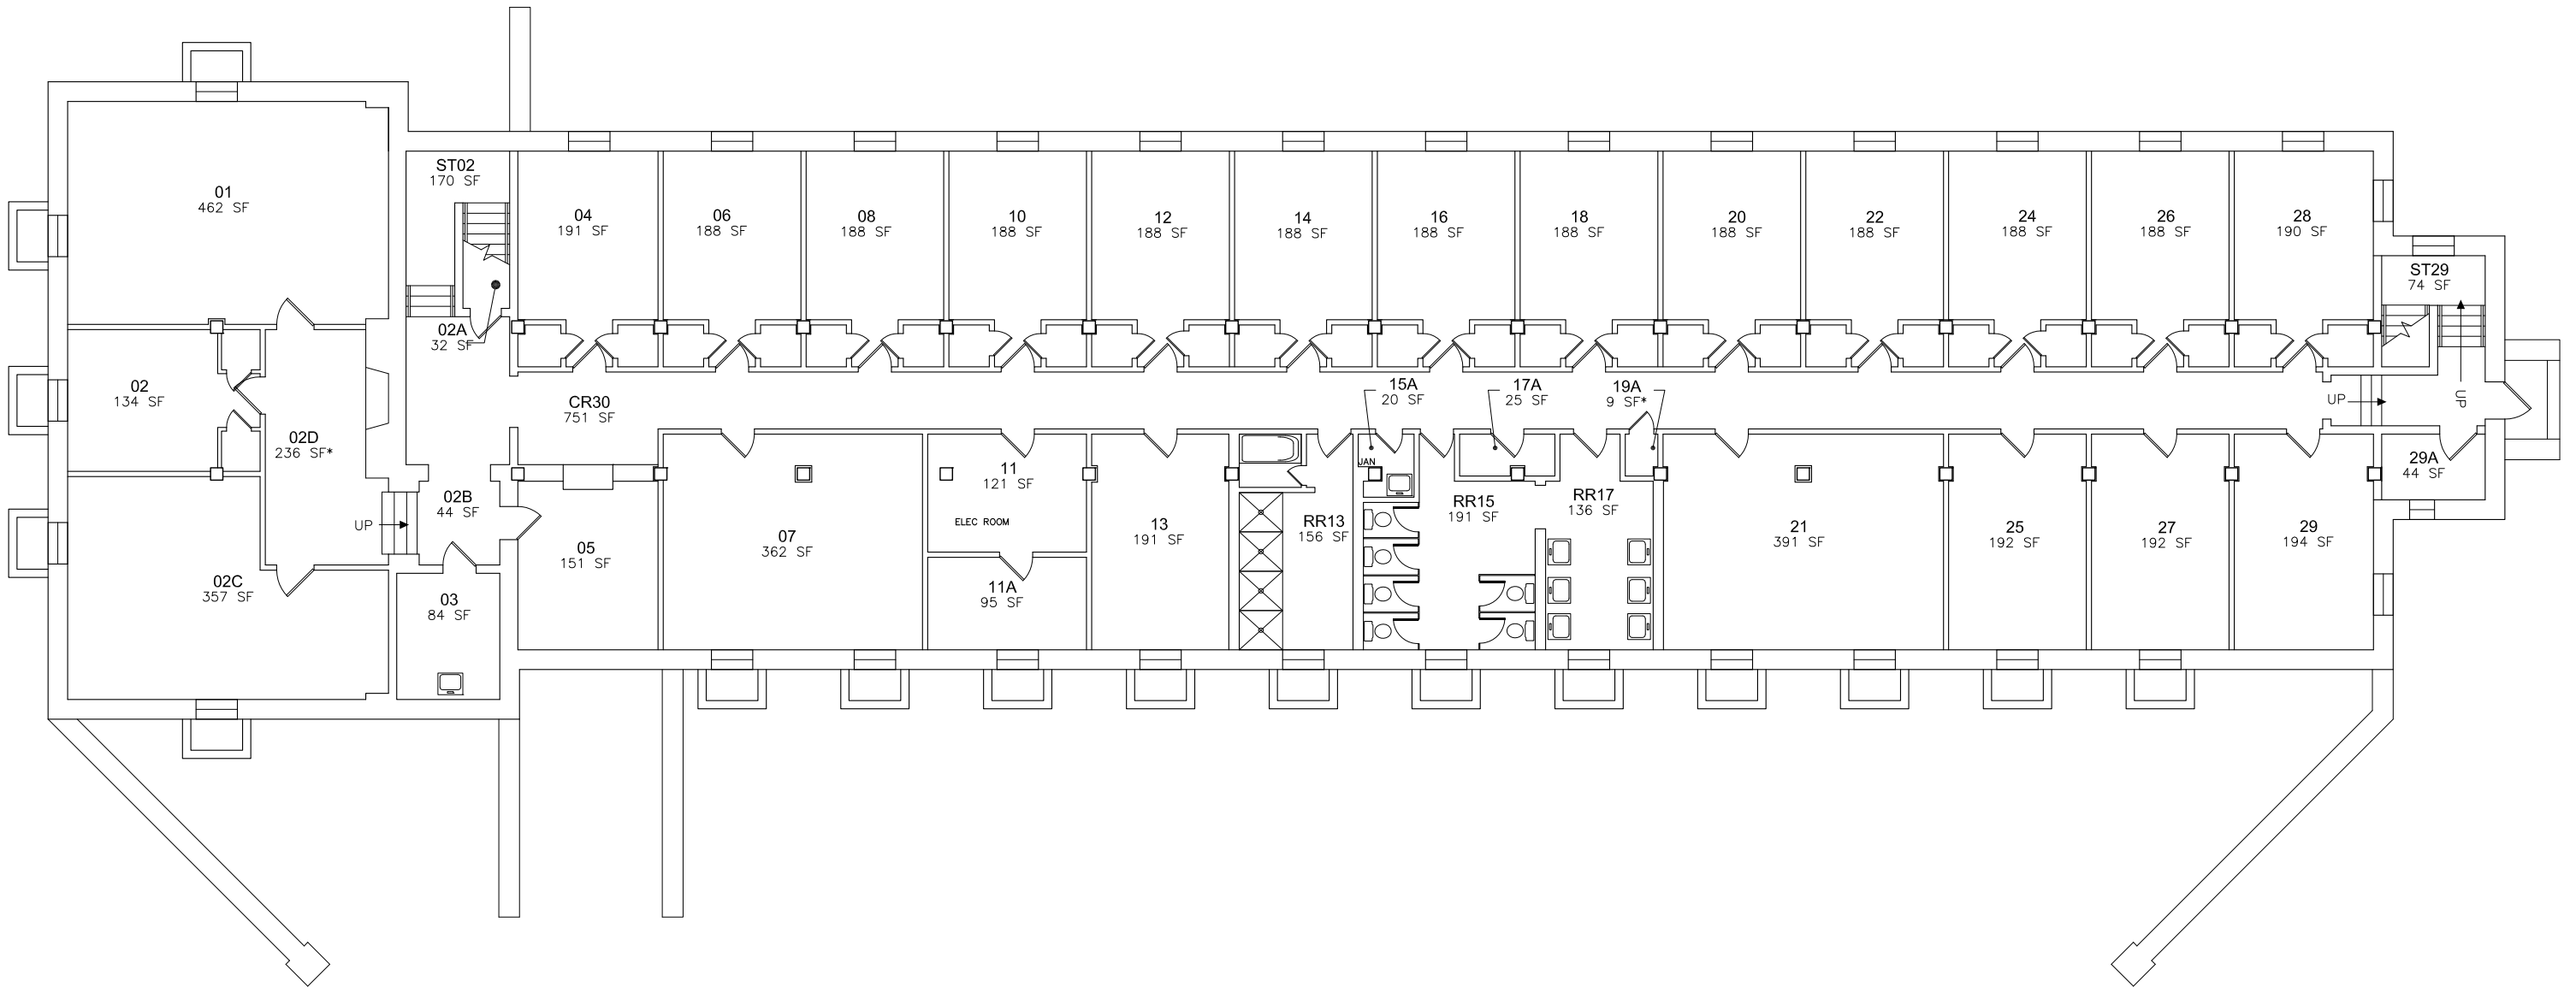 ST02
170 SF
01
462 SF
04
191 SF
06
188 SF
08
188 SF
10
188 SF
12
188 SF
14
188 SF
16
188 SF
18
188 SF
20
188 SF
22
188 SF
24
188 SF
26
188 SF
28
190 SF
ST29
74 SF
02A
32 SF
02
134 SF
CR30
751 SF
15A
20 SF
17A
25 SF
19A
9 SF*
UP
UP
02D
236 SF*
JAN
11
121 SF
ELEC ROOM
29A
44 SF
02B
44 SF
UP
RR15
191 SF
RR17
136 SF
RR13
156 SF
13
191 SF
07
362 SF
05
151 SF
21
391 SF
25
192 SF
27
192 SF
29
194 SF
02C
357 SF
03
84 SF
11A
95 SF